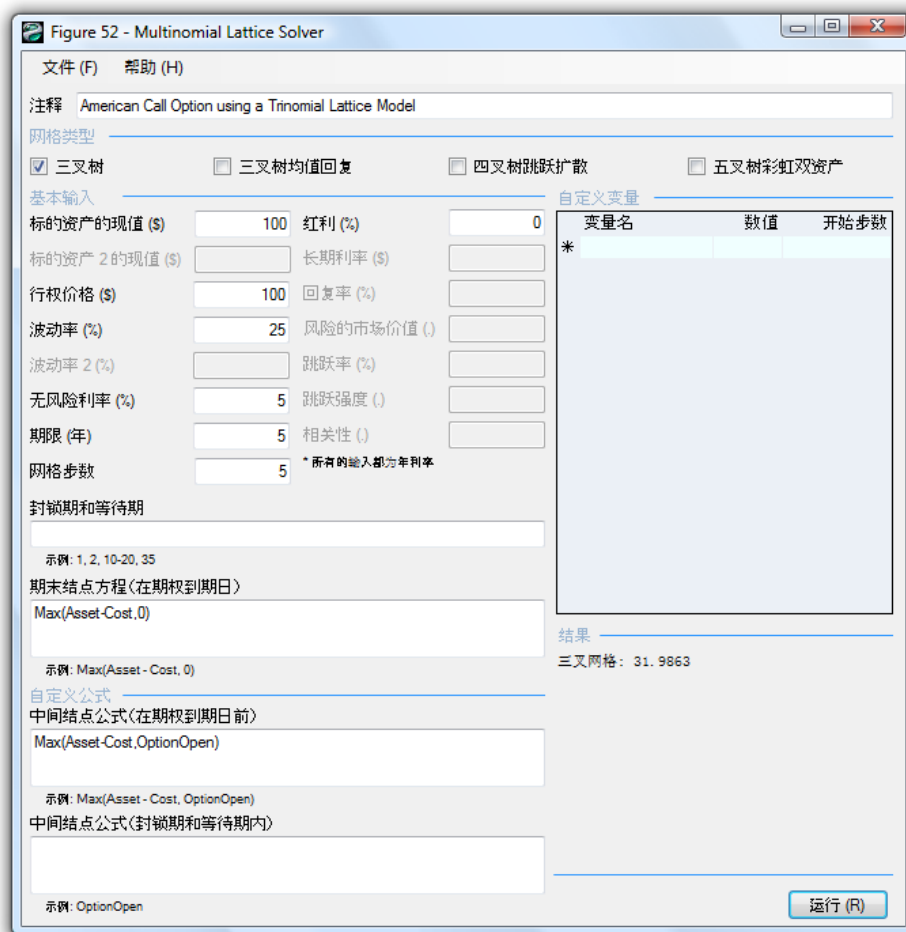 Figure 52 - Multinomial Lattice Solver
文件 (F) 帮助 (H)
注释 American Call Option using a Trinomial Lattice Model
网格类型
三叉树 三叉树均值回复 四叉树跳跃扩散 五叉树彩虹双资产
基本输入
标的资产的现值 ($) 100 红利 (%) 0
标的资产 2的现值 ($) 长期利率 ($)
行权价格 ($) 100 回复率 (%)
波动率 (%) 25 风险的市场价值 (.)
波动率 2 (%) 跳跃率 (%)
无风险利率 (%) 5 跳跃强度 (.)
期限 (年) 5 相关性 (.)
网格步数 5 * 所有的输入都为年利率
封锁期和等待期
示例: 1, 2, 10-20, 35
期末结点方程(在期权到期日)
Max(Asset-Cost,0)
示例: Max(Asset - Cost, 0)
自定义公式
中间结点公式(在期权到期日前)
Max(Asset-Cost,OptionOpen)
示例: Max(Asset - Cost, OptionOpen)
中间结点公式(封锁期和等待期内)
示例: OptionOpen
自定义变量
变量名 数值 开始步数
*
结果
三叉网格: 31.9863
运行 (R)